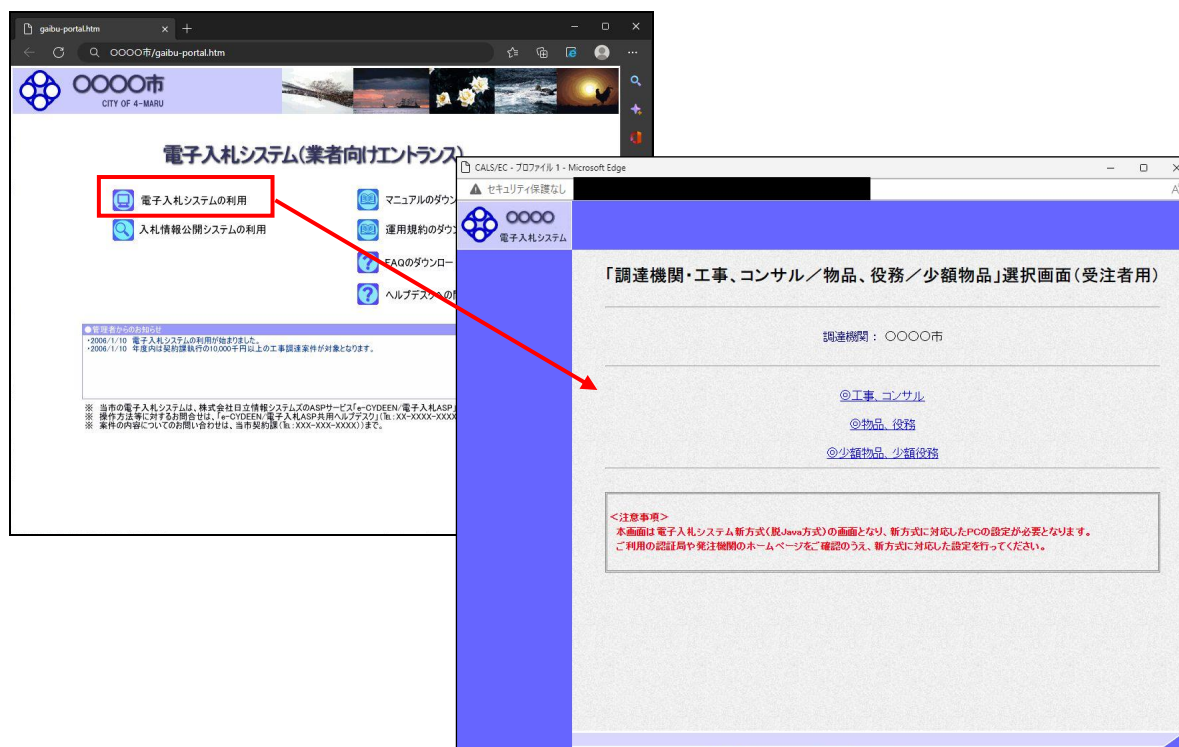 gaibu-portal.htm
〇〇〇〇市/gaibu-portal.htm
〇〇〇〇市
CITY OF 4-MARU
電子入札システム(業者向けエントランス)
電子入札システムの利用
マニュアルのダウン
入札情報公開システムの利用
運用規約のダウ
FAQのダウンロー
ヘルプデスクへの
●管理者からのお知らせ
・2006/1/10 電子入札システムの利用が始まりました。
・2006/1/10 年度内は契約課執行の10,000千円以上の工事調達案件が対象となります。
※ 当市の電子入札システムは、株式会社日立情報システムズのASPサービス「e-CYDEEN/電子入札ASP」
※ 操作方法等に対するお問合せは、「e-CYDEEN/電子入札ASP共用ヘルプデスク」(℡:XX-XXXX-XXXX
※ 案件の内容についてのお問い合わせは、当市契約課(℡:XXX-XXX-XXXX))まで。
CALS/EC - プロファイル 1 - Microsoft Edge
セキュリティ保護なし
〇〇〇〇
電子入札システム
「調達機関・工事、コンサル/物品、役務/少額物品」選択画面(受注者用)
調達機関: 〇〇〇〇市
◎工事、コンサル
◎物品、役務
◎少額物品、少額役務
<注意事項>
本画面は電子入札システム新方式(脱Java方式)の画面となり、新方式に対応したPCの設定が必要となります。
ご利用の認証局や発注機関のホームページをご確認のうえ、新方式に対応した設定を行ってください。